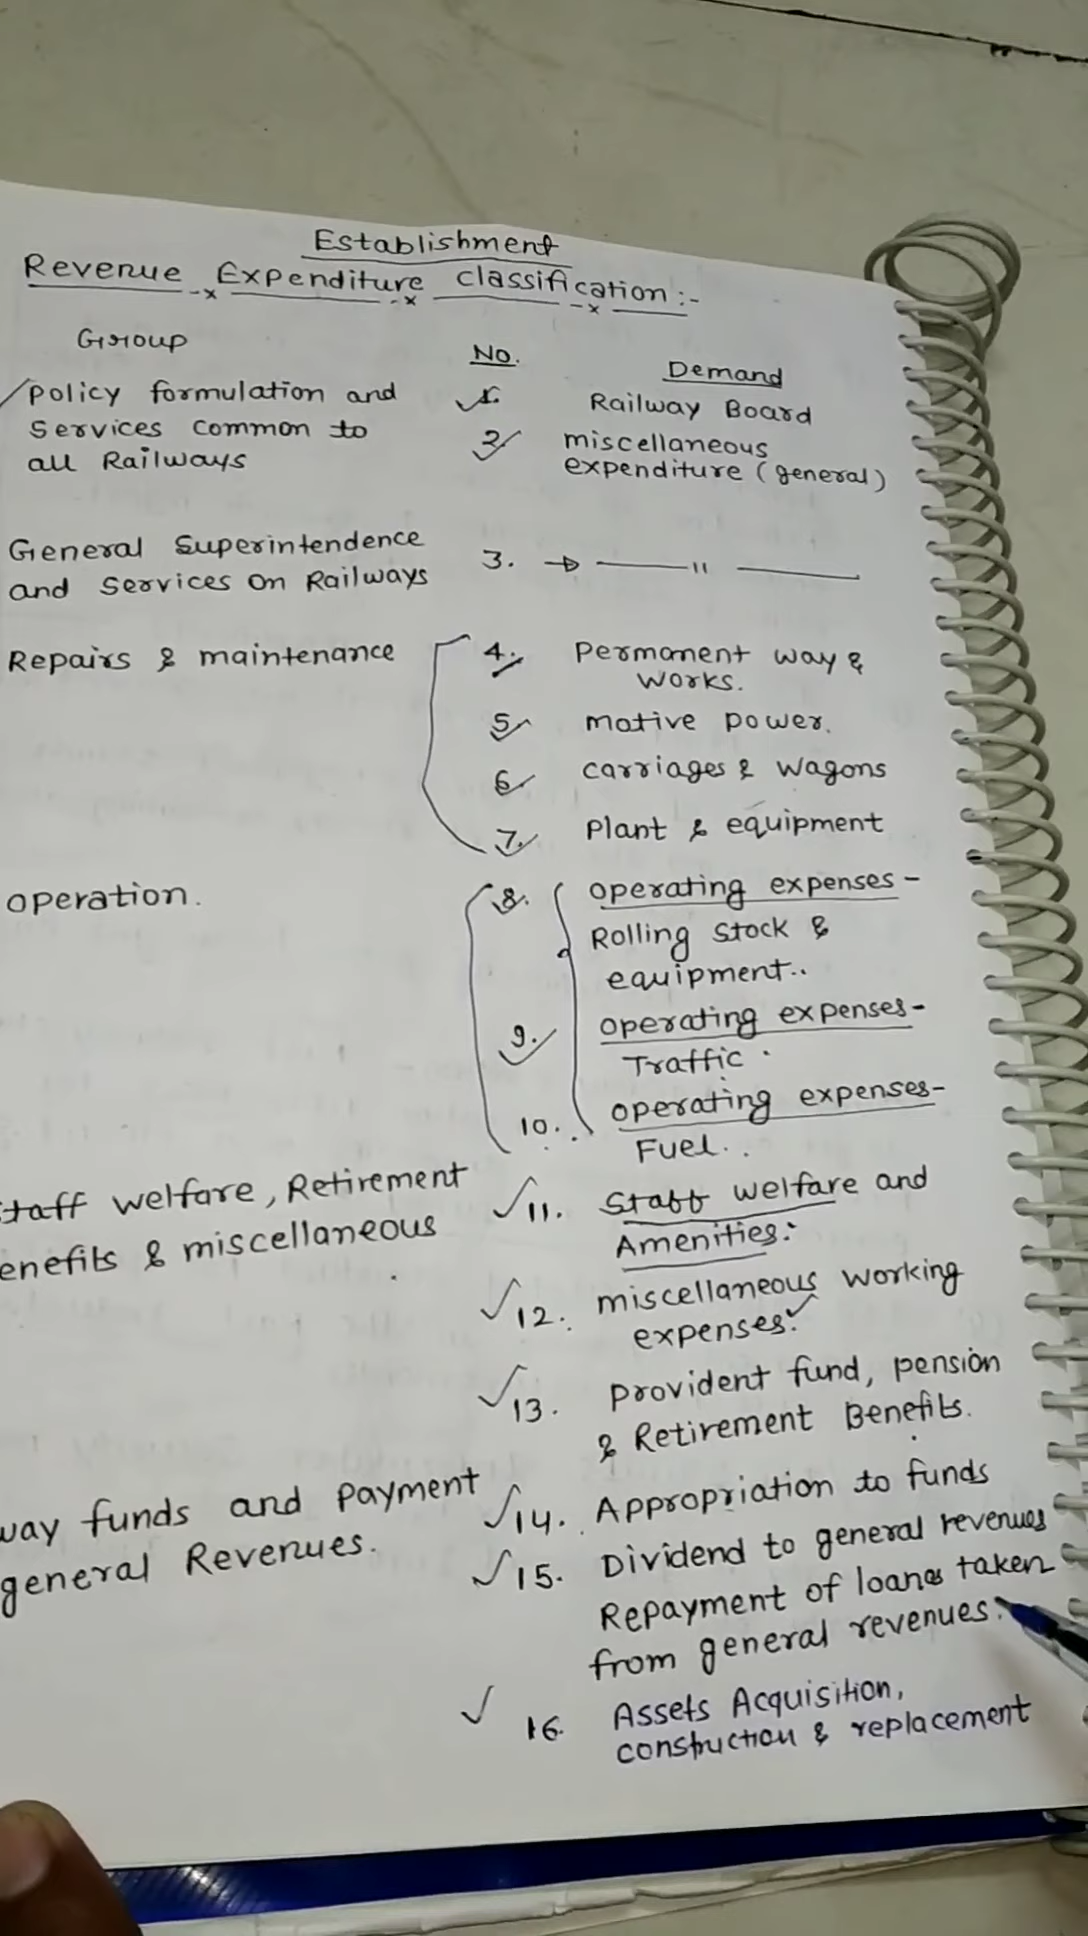 Establishment
Revenue Expenditure classification:-
Group No. Demand
policy formulation and 1. Railway Board
Services common to 2. miscellaneous
all Railways expenditure (general)
General Superintendence 3. → —— 11 ——
and Services on Railways
Repairs & maintenance 4. Permanent way &
works.
5. motive power.
6. carriages & wagons
7. Plant & equipment
operation. 8. operating expenses -
Rolling stock &
equipment..
9. operating expenses-
Traffic.
10. operating expenses-
Fuel..
taff welfare, Retirement 11. Staff welfare and
enefits & miscellaneous Amenities:
12. miscellaneous working
expenses.
13. provident fund, pension
& Retirement Benefits.
way funds and payment 14. Appropriation to funds
general Revenues. 15. Dividend to general revenues
Repayment of loans taken
from general revenues.
16. Assets Acquisition,
construction & replacement